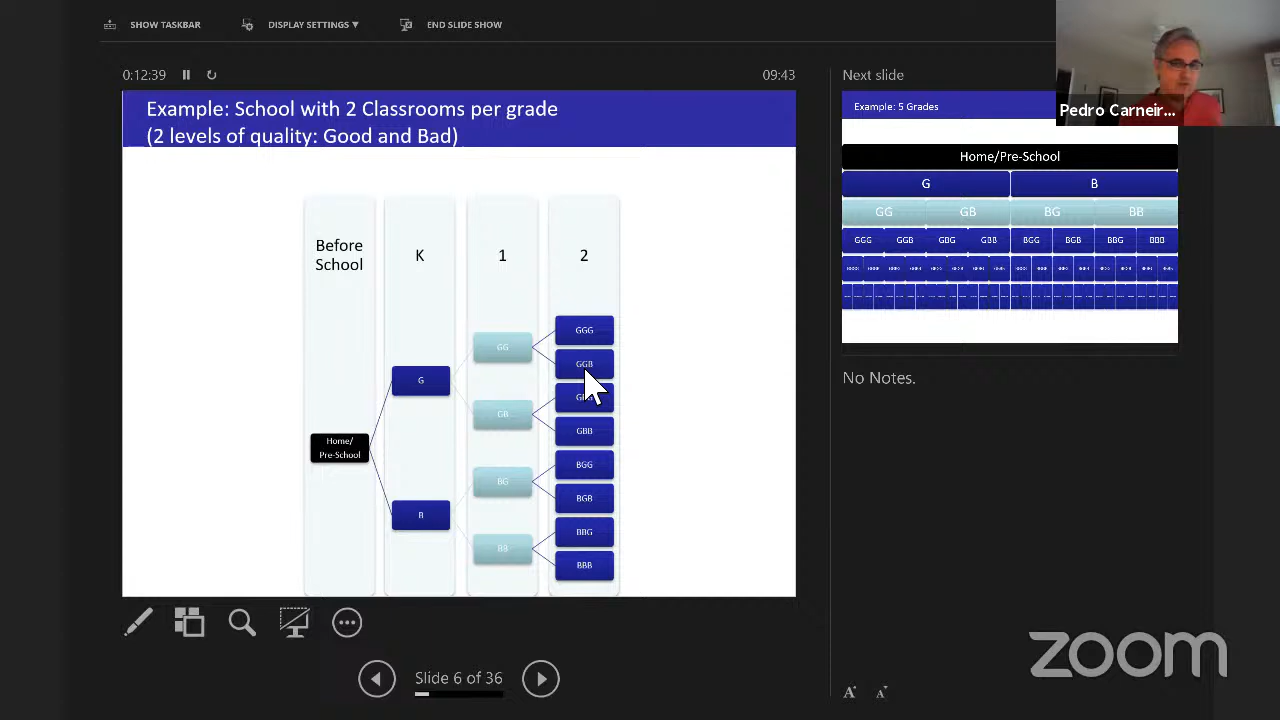 SHOW TASKBAR
DISPLAY SETTINGS ▼
END SLIDE SHOW
0:12:39
09:43
Next slide
Pedro Carneir...
Example: School with 2 Classrooms per grade
(2 levels of quality: Good and Bad)
Before
School
K
1
2
Home/
Pre-School
G
B
GG
GB
BG
BB
GGG
GGB
GBB
BGG
BGB
BBG
BBB
Example: 5 Grades
Home/Pre-School
G B
GG GB BG BB
GGG GGB GBG GBB BGG BGB BBG BBB
No Notes.
Slide 6 of 36
A A
zoom